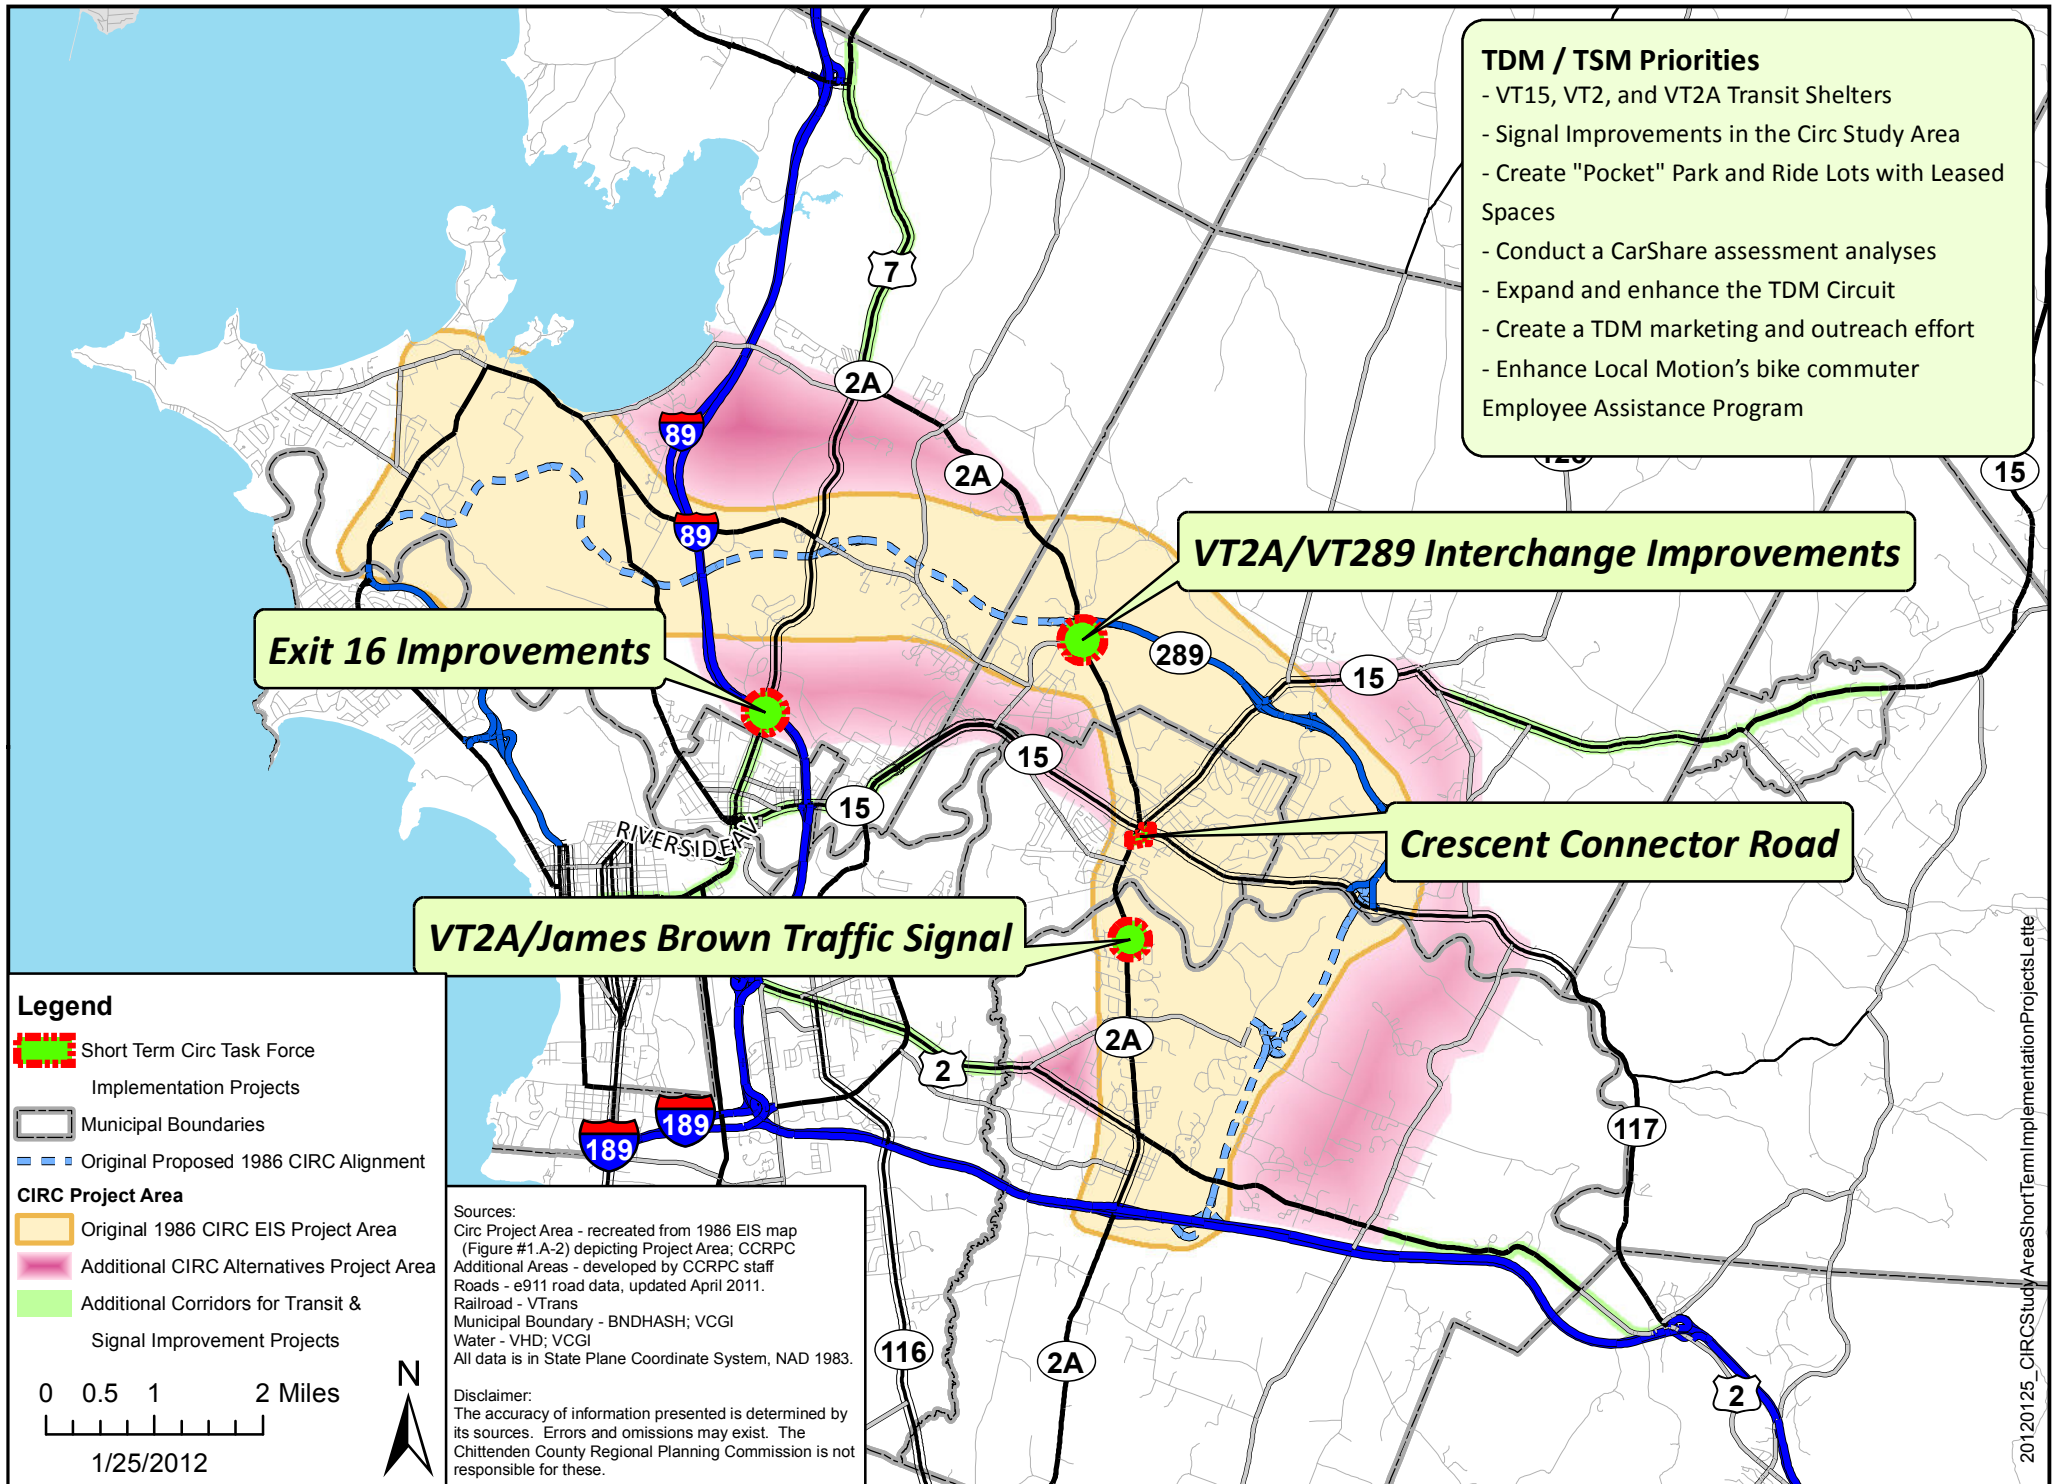 TDM / TSM Priorities
- VT15, VT2, and VT2A Transit Shelters
- Signal Improvements in the Circ Study Area
- Create "Pocket" Park and Ride Lots with Leased
Spaces
- Conduct a CarShare assessment analyses
- Expand and enhance the TDM Circuit
- Create a TDM marketing and outreach effort
- Enhance Local Motion's bike commuter
Employee Assistance Program
7
2A
89
2A
15
89
VT2A/VT289 Interchange Improvements
Exit 16 Improvements
289
15
15
15
RIVERSIDE AV
Crescent Connector Road
VT2A/James Brown Traffic Signal
2A
2
189
189
117
116
2A
2
Legend
Short Term Circ Task Force
Implementation Projects
Municipal Boundaries
Original Proposed 1986 CIRC Alignment
CIRC Project Area
Original 1986 CIRC EIS Project Area
Additional CIRC Alternatives Project Area
Additional Corridors for Transit &
Signal Improvement Projects
N
0 0.5 1 2 Miles
1/25/2012
Sources:
Circ Project Area - recreated from 1986 EIS map
(Figure #1.A-2) depicting Project Area; CCRPC
Additional Areas - developed by CCRPC staff
Roads - e911 road data, updated April 2011.
Railroad - VTrans
Municipal Boundary - BNDHASH; VCGI
Water - VHD; VCGI
All data is in State Plane Coordinate System, NAD 1983.
Disclaimer:
The accuracy of information presented is determined by
its sources. Errors and omissions may exist. The
Chittenden County Regional Planning Commission is not
responsible for these.
20120125_CIRCStudyAreaShortTermImplementationProjectsLette